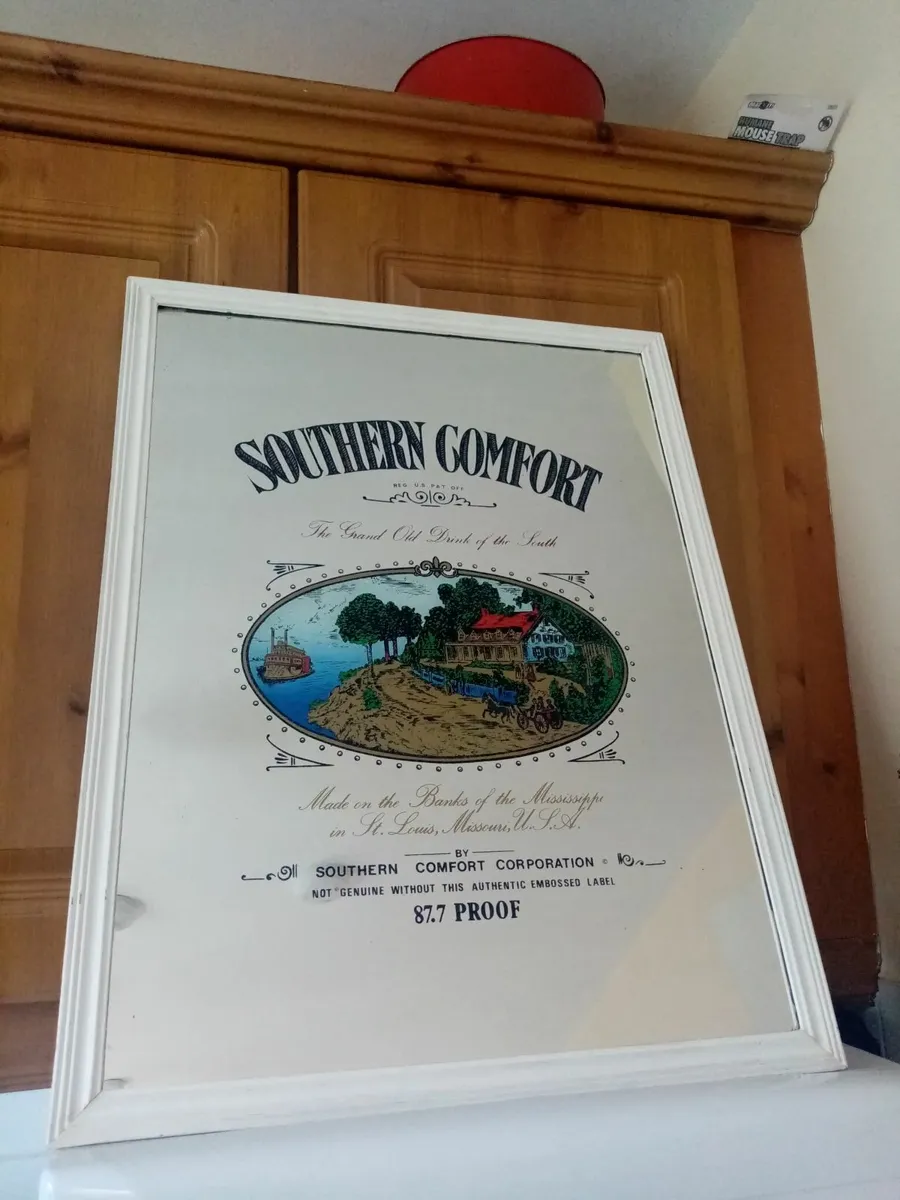 HUMANE
MOUSE TRAP
SOUTHERN COMFORT
REG. U.S. PAT. OFF.
The Grand Old Drink of the South
Made on the Banks of the Mississippi
in St. Louis, Missouri, U.S.A.
BY
SOUTHERN COMFORT CORPORATION ©
NOT GENUINE WITHOUT THIS AUTHENTIC EMBOSSED LABEL
87.7 PROOF